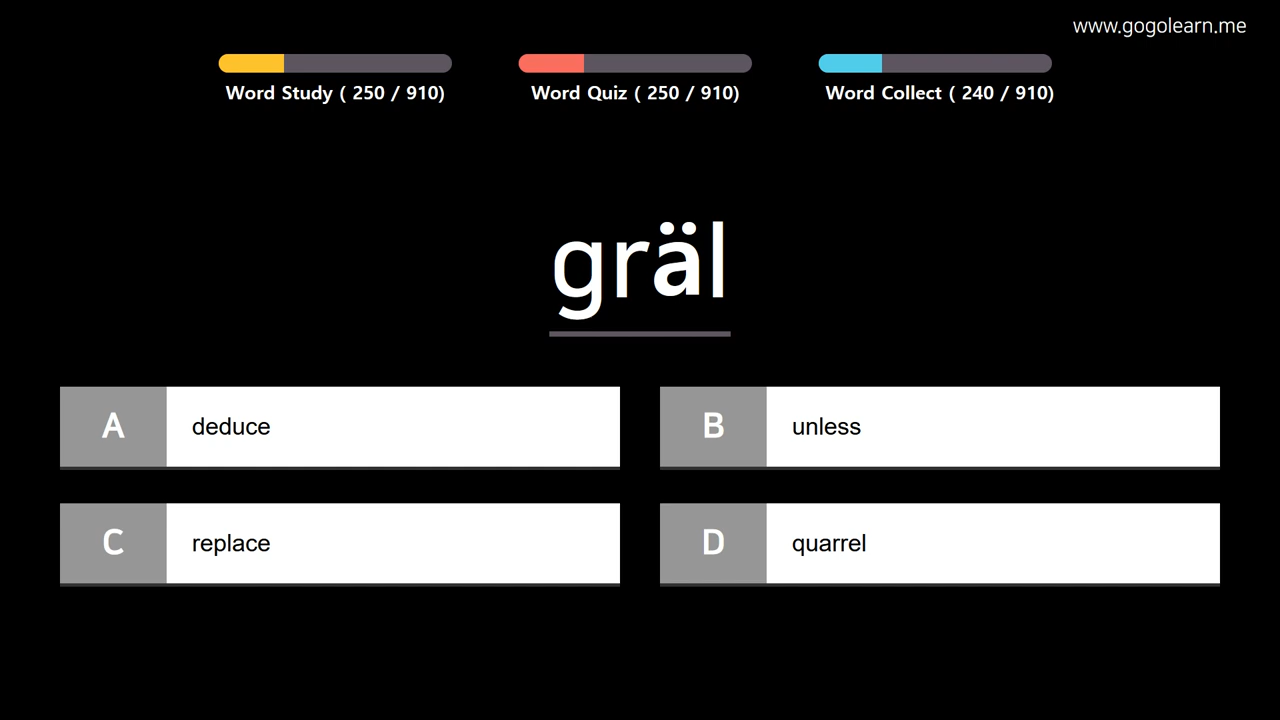 www.gogolearn.me
Word Study ( 250 / 910)
Word Quiz ( 250 / 910)
Word Collect ( 240 / 910)
gräl
A deduce
B unless
C replace
D quarrel